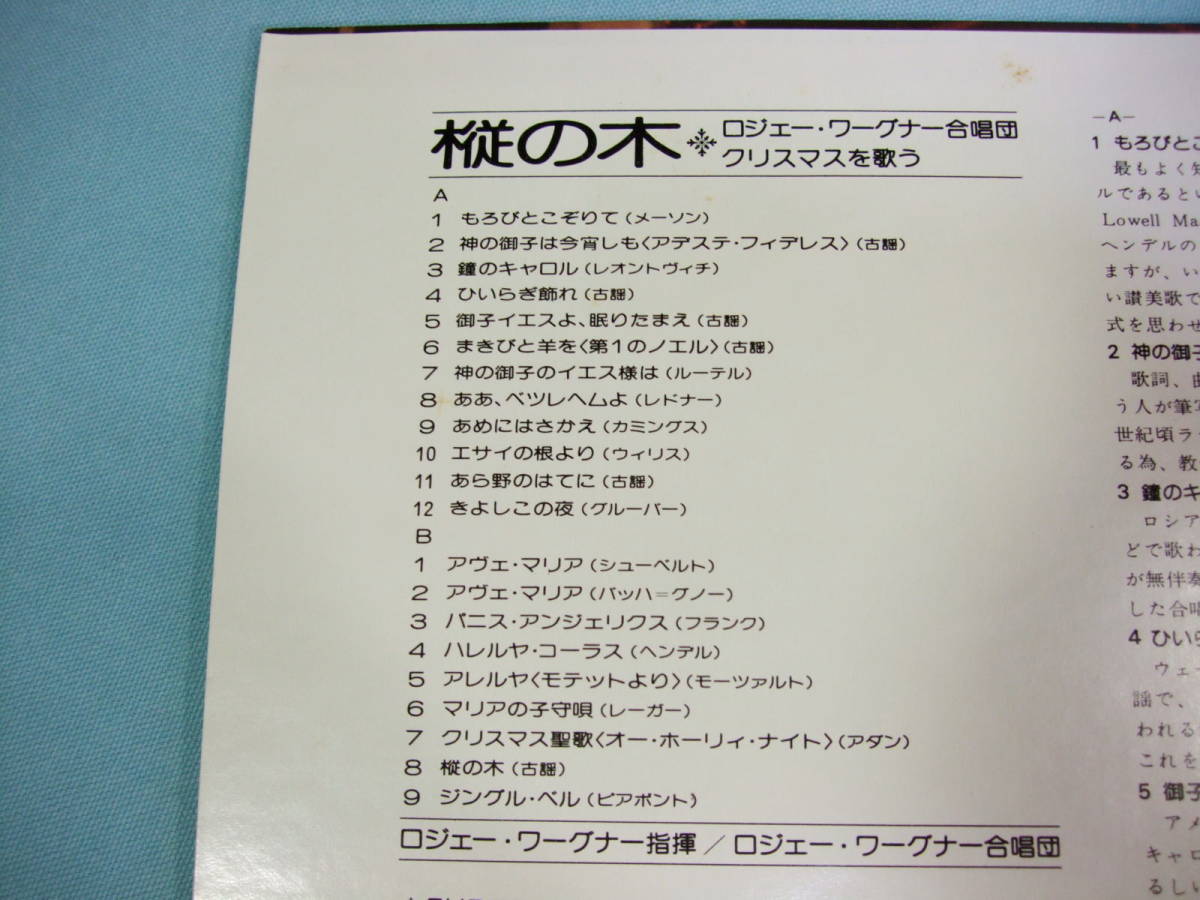 樅の木
ロジェー・ワーグナー合唱団
クリスマスを歌う
A
1 もろびとこぞりて(メーソン)
2 神の御子は今宵しも〈アデステ・フィデレス〉(古謡)
3 鐘のキャロル(レオントヴィチ)
4 ひいらぎ飾れ(古謡)
5 御子イエスよ、眠りたまえ(古謡)
6 まきびと羊を〈第1のノエル〉(古謡)
7 神の御子のイエス様は(ルーテル)
8 ああ、ベツレヘムよ(レドナー)
9 あめにはさかえ(カミングス)
10 エサイの根より(ウィリス)
11 あら野のはてに(古謡)
12 きよしこの夜(グルーバー)
B
1 アヴェ・マリア(シューベルト)
2 アヴェ・マリア(バッハ=グノー)
3 パニス・アンジェリクス(フランク)
4 ハレルヤ・コーラス(ヘンデル)
5 アレルヤ〈モテットより〉(モーツァルト)
6 マリアの子守唄(レーガー)
7 クリスマス聖歌〈オー・ホーリィ・ナイト〉(アダン)
8 樅の木(古謡)
9 ジングル・ベル(ピアポント)
ロジェー・ワーグナー指揮/ロジェー・ワーグナー合唱団
—A—
1 もろびとこ
最もよく知
ルであるとい
Lowell Ma
ヘンデルの
ますが、い
い讃美歌で
式を思わせ
2 神の御子
歌詞、曲
う人が筆写
世紀頃ラ
る為、教
3 鐘のキ
ロシア
どで歌わ
が無伴奏
した合唱
4 ひいら
ウェ
謡で、
われる
これを
5 御子
アメ
キャロ
るしい